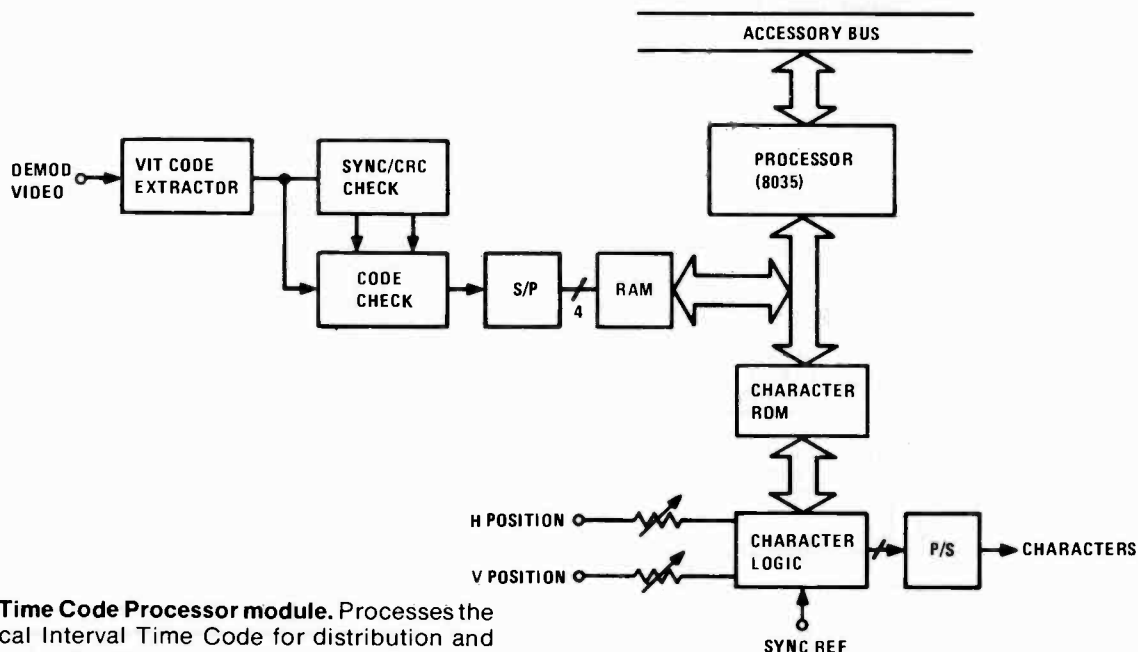 ACCESSORY BUS
DEMOD
VIDEO
VIT CODE
EXTRACTOR
SYNC/CRC
CHECK
PROCESSOR
(8035)
CODE
CHECK
S/P
4
RAM
CHARACTER
RDM
H POSITION
V POSITION
CHARACTER
LOGIC
P/S
CHARACTERS
SYNC REF
Time Code Processor module. Processes the
cal Interval Time Code for distribution and